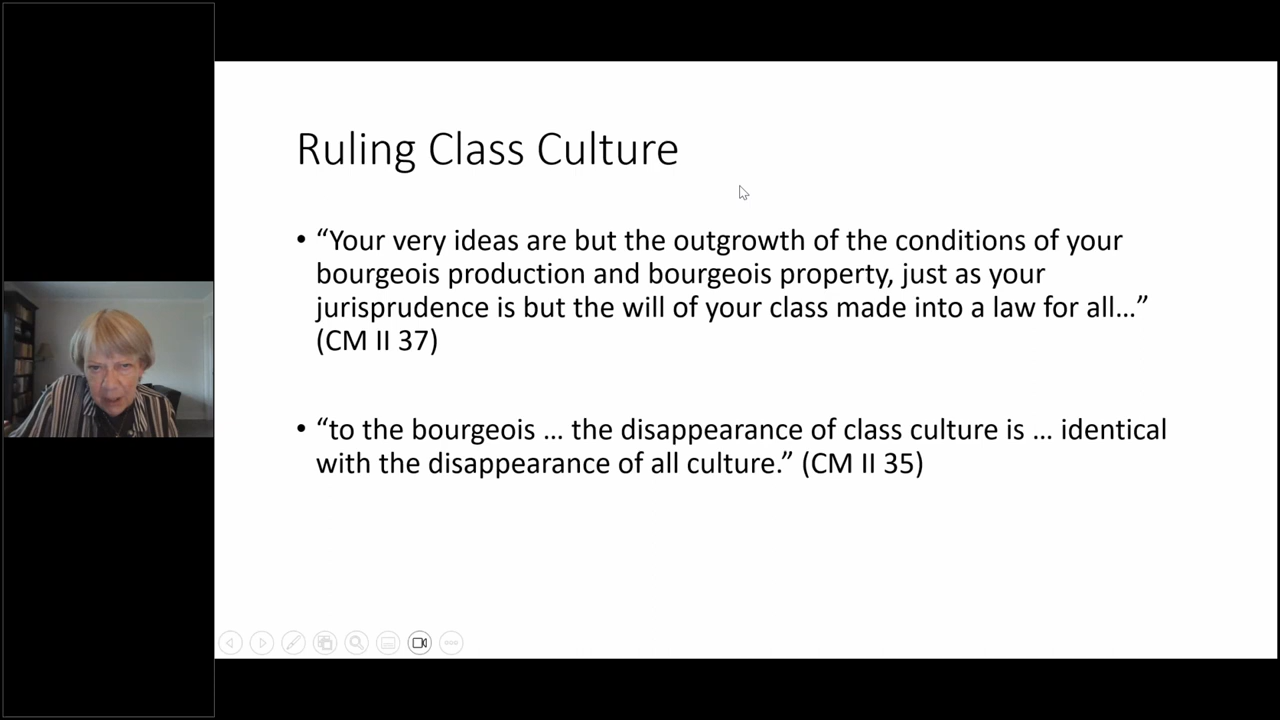 Ruling Class Culture
• “Your very ideas are but the outgrowth of the conditions of your
bourgeois production and bourgeois property, just as your
jurisprudence is but the will of your class made into a law for all…”
(CM II 37)
• “to the bourgeois … the disappearance of class culture is … identical
with the disappearance of all culture.” (CM II 35)